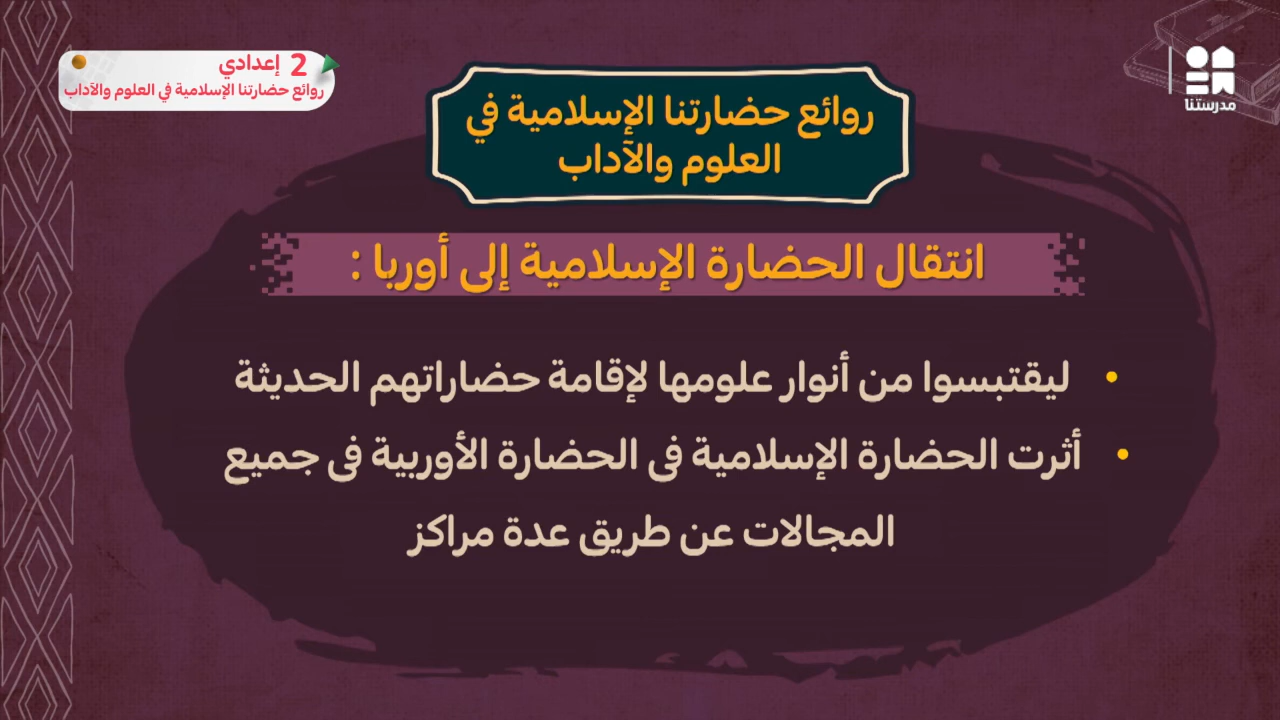 2 إعدادي
روائع حضارتنا الإسلامية في العلوم والآداب
مدرستنا
روائع حضارتنا الإسلامية في
العلوم والآداب
انتقال الحضارة الإسلامية إلى أوربا :
• ليقتبسوا من أنوار علومها لإقامة حضاراتهم الحديثة
• أثرت الحضارة الإسلامية فى الحضارة الأوربية فى جميع
المجالات عن طريق عدة مراكز